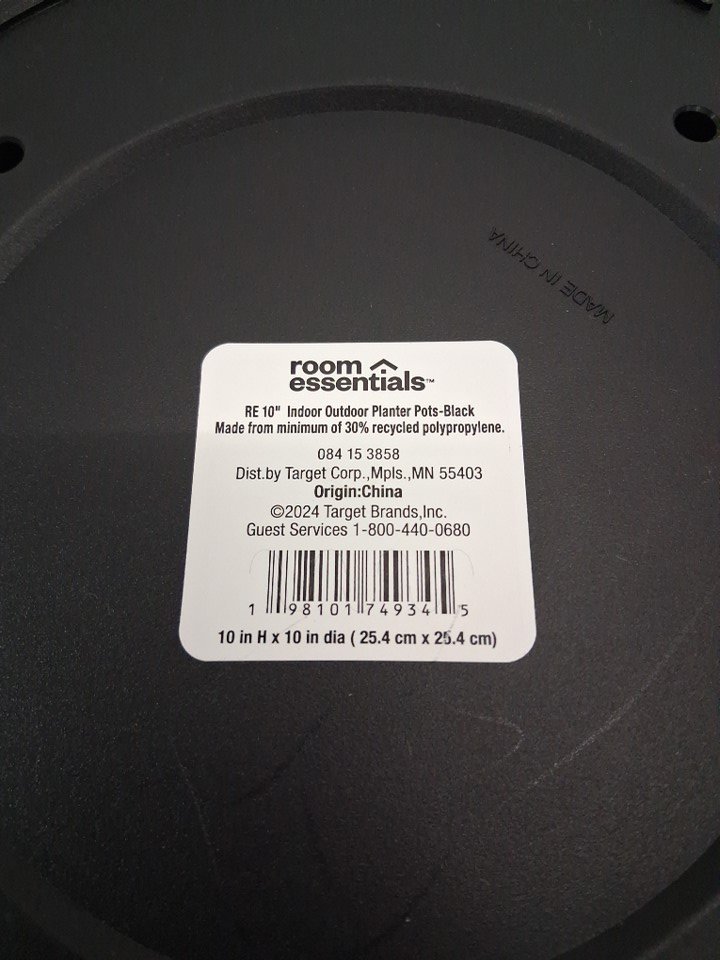 MADE IN CHINA
room
essentials™
RE 10" Indoor Outdoor Planter Pots-Black
Made from minimum of 30% recycled polypropylene.
084 15 3858
Dist.by Target Corp.,Mpls.,MN 55403
Origin:China
©2024 Target Brands,Inc.
Guest Services 1-800-440-0680
1 98101 74934 5
10 in H x 10 in dia ( 25.4 cm x 25.4 cm)